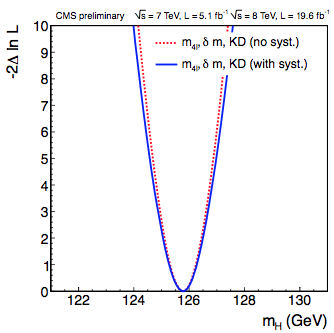 CMS preliminary √s = 7 TeV, L = 5.1 fb⁻¹ √s = 8 TeV, L = 19.6 fb⁻¹
-2Δ ln L
10
9
8
7
6
5
4
3
2
1
0
m4l, δ m, KD (no syst.)
m4l, δ m, KD (with syst.)
122 124 126 128 130
mH (GeV)